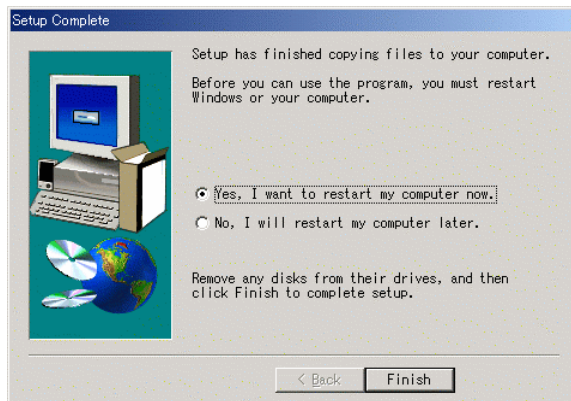 Setup Complete
Setup has finished copying files to your computer.
Before you can use the program, you must restart
Windows or your computer.
Yes, I want to restart my computer now.
No, I will restart my computer later.
Remove any disks from their drives, and then
click Finish to complete setup.
< Back
Finish